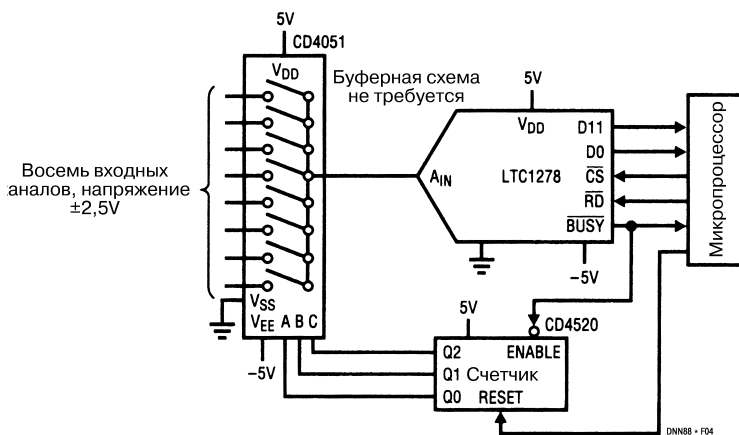 5V
CD4051
VDD
Буферная схема
не требуется
5V
VDD
D11
D0
CS
RD
BUSY
AIN
LTC1278
Микропроцессор
Восемь входных
каналов, напряжение
±2,5V
–5V
VSS
VEE A B C
–5V
5V
CD4520
Q2 ENABLE
Q1 Счетчик
Q0 RESET
DNN88 • F04